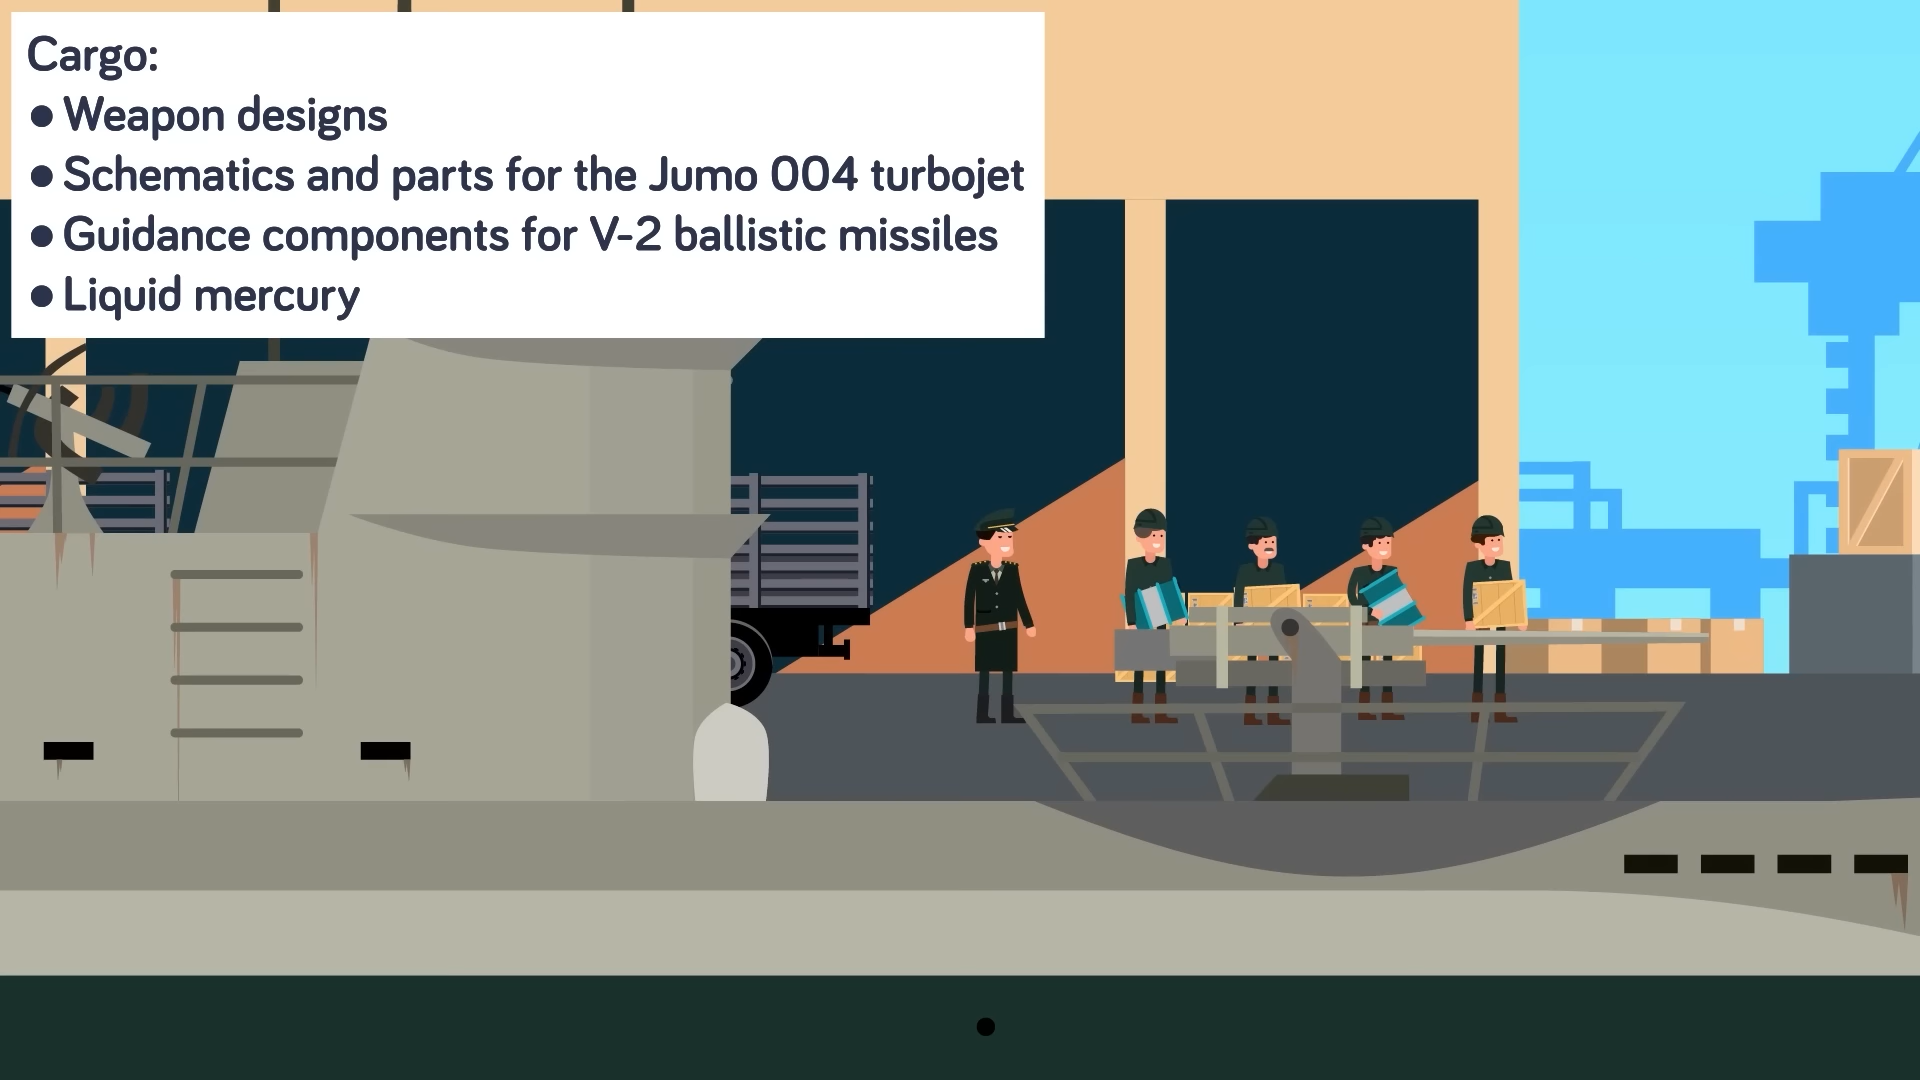 Cargo:
● Weapon designs
● Schematics and parts for the Jumo 004 turbojet
● Guidance components for V-2 ballistic missiles
● Liquid mercury